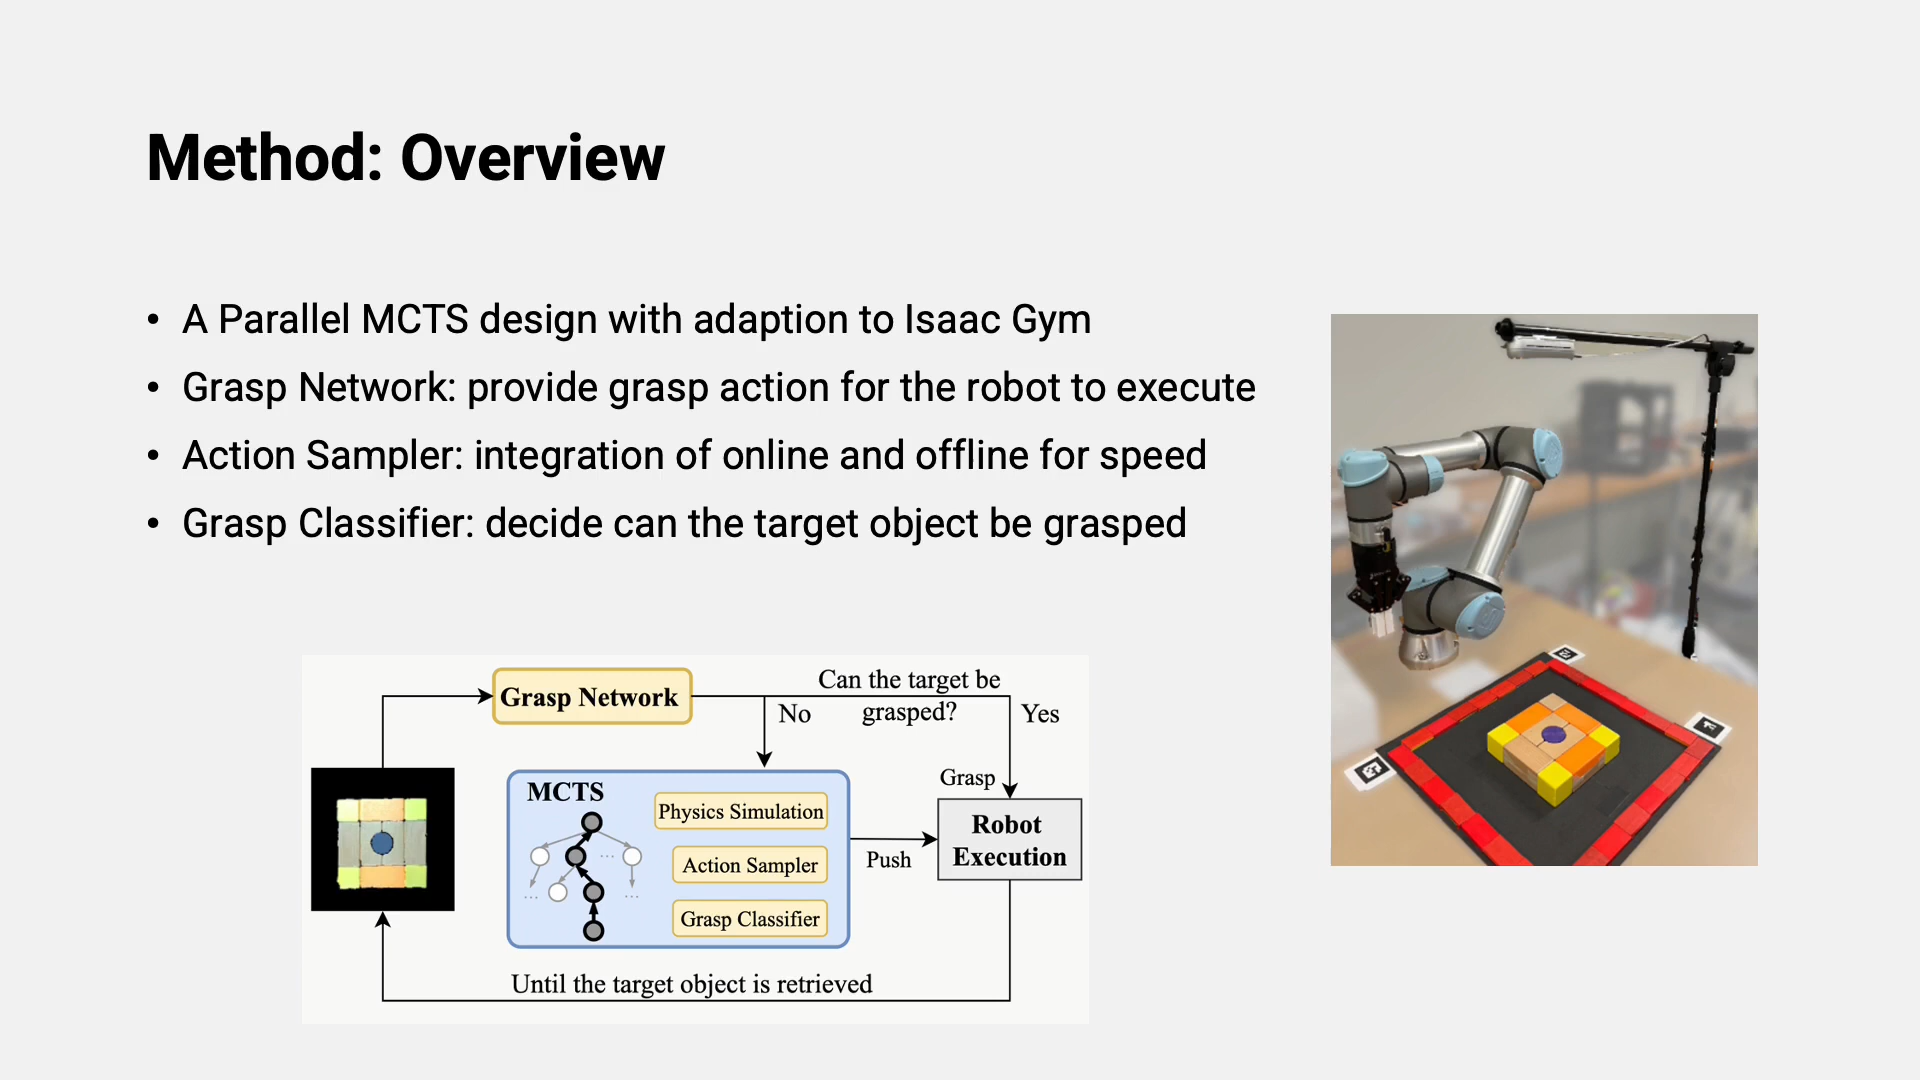 Method: Overview
• A Parallel MCTS design with adaption to Isaac Gym
• Grasp Network: provide grasp action for the robot to execute
• Action Sampler: integration of online and offline for speed
• Grasp Classifier: decide can the target object be grasped
Grasp Network
Can the target be
grasped?
No
Yes
Grasp
MCTS
Physics Simulation
Action Sampler
Grasp Classifier
...
...
...
Push
Robot
Execution
Until the target object is retrieved